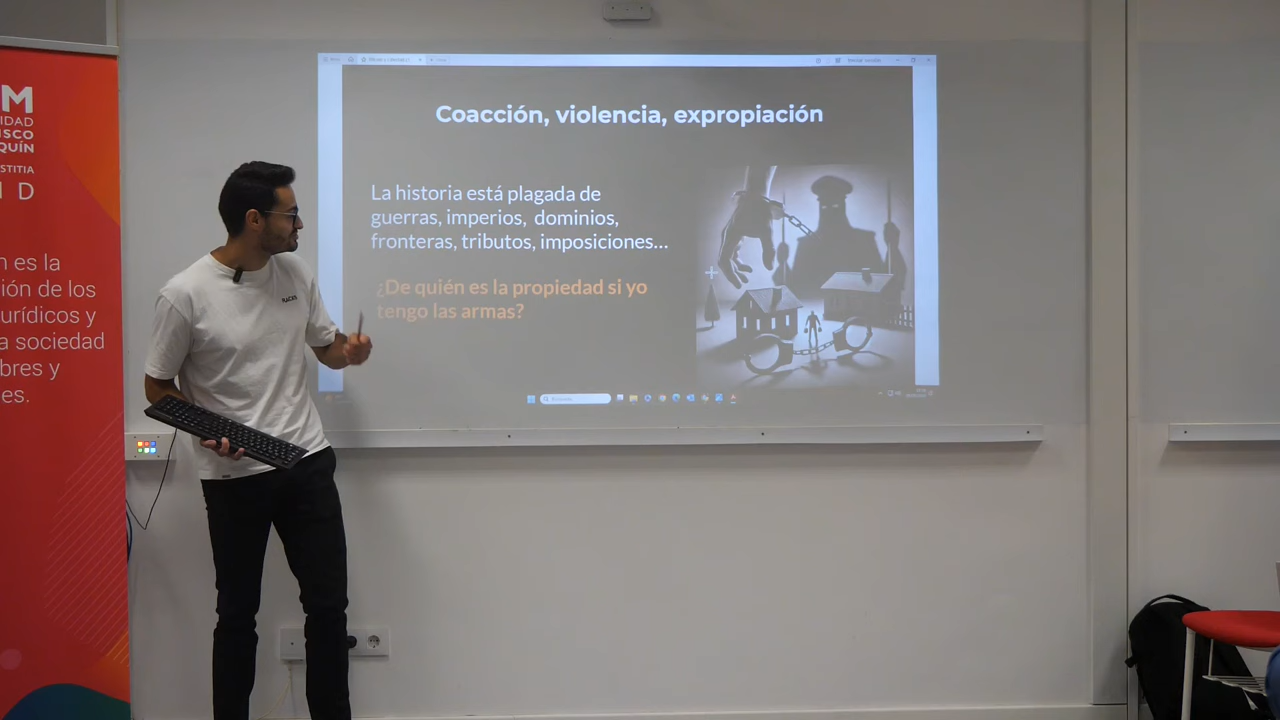 M
IDAD
ISCO
QUÍN
STITIA
I D
n es la
ión de los
urídicos y
a sociedad
bres y
es.
Coacción, violencia, expropiación
La historia está plagada de
guerras, imperios, dominios,
fronteras, tributos, imposiciones...
¿De quién es la propiedad si yo
tengo las armas?